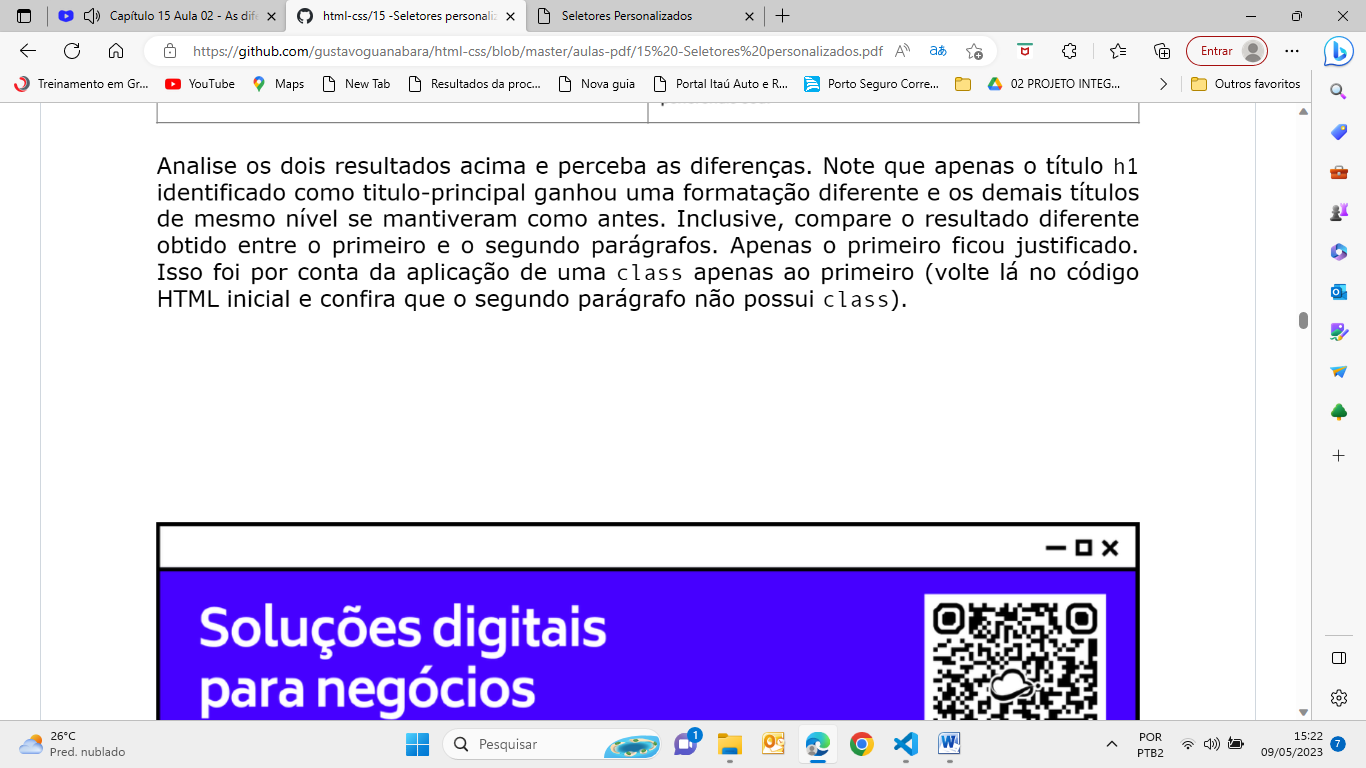 Capítulo 15 Aula 02 - As dife
html-css/15 -Seletores personaliz
Seletores Personalizados
https://github.com/gustavoguanabara/html-css/blob/master/aulas-pdf/15%20-Seletores%20personalizados.pdf
Entrar
Treinamento em Gr...
YouTube
Maps
New Tab
Resultados da proc...
Nova guia
Portal Itaú Auto e R...
Porto Seguro Corre...
02 PROJETO INTEG...
Outros favoritos
Analise os dois resultados acima e perceba as diferenças. Note que apenas o título h1
identificado como titulo-principal ganhou uma formatação diferente e os demais títulos
de mesmo nível se mantiveram como antes. Inclusive, compare o resultado diferente
obtido entre o primeiro e o segundo parágrafos. Apenas o primeiro ficou justificado.
Isso foi por conta da aplicação de uma class apenas ao primeiro (volte lá no código
HTML inicial e confira que o segundo parágrafo não possui class).
Soluções digitais
para negócios
26°C
Pred. nublado
Pesquisar
1
POR
PTB2
15:22
09/05/2023
7